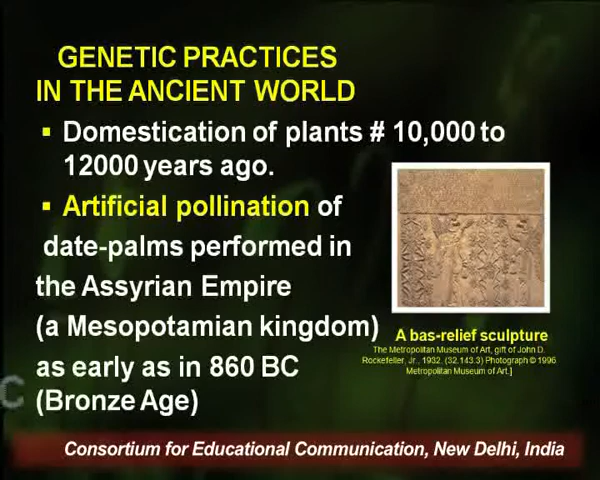 GENETIC PRACTICES
IN THE ANCIENT WORLD
▪ Domestication of plants # 10,000 to
12000 years ago.
▪ Artificial pollination of
date-palms performed in
the Assyrian Empire
(a Mesopotamian kingdom)
as early as in 860 BC
(Bronze Age)
A bas-relief sculpture
The Metropolitan Museum of Art, gift of John D.
Rockefeller, Jr., 1932. (32.143.3) Photograph © 1996
Metropolitan Museum of Art.]
C
Consortium for Educational Communication, New Delhi, India